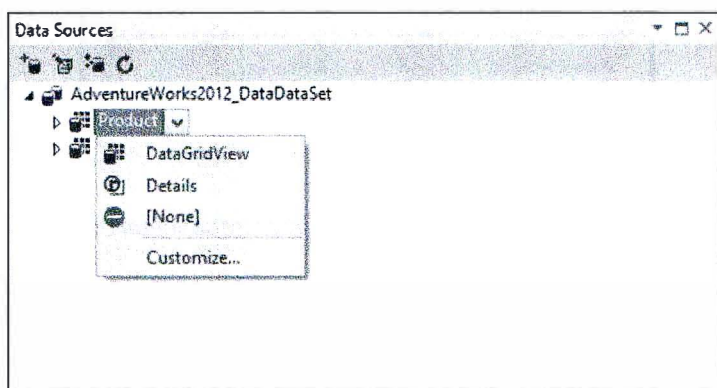 Data Sources
AdventureWorks2012_DataDataSet
Product
DataGridView
Details
[None]
Customize...